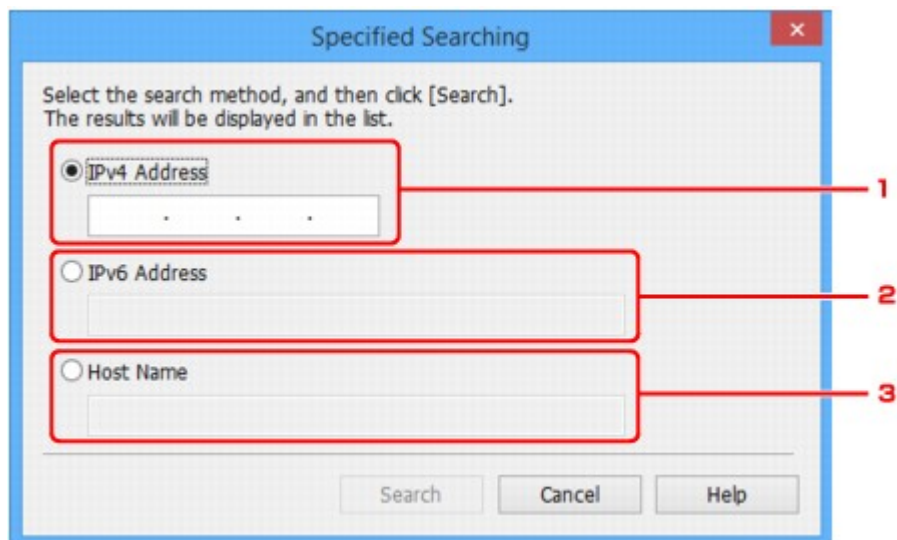 Specified Searching
Select the search method, and then click [Search].
The results will be displayed in the list.
IPv4 Address
. . .
1
IPv6 Address
2
Host Name
3
Search Cancel Help